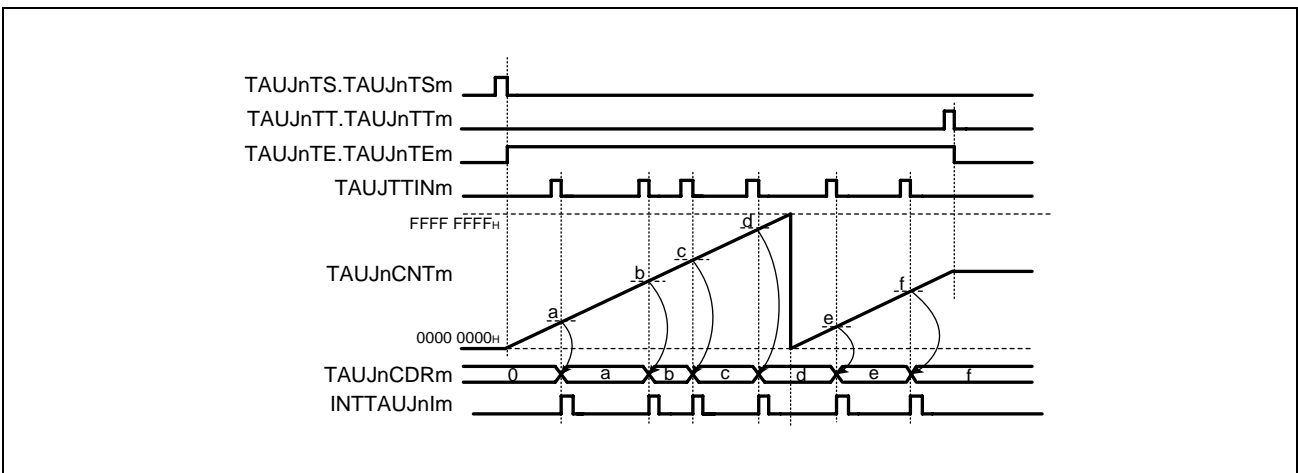 TAUJnTS.TAUJnTSm
TAUJnTT.TAUJnTTm
TAUJnTE.TAUJnTEm
TAUJTTINm
FFFF FFFFH
d
c
TAUJnCNTm
b
f
a
e
0000 0000H
TAUJnCDRm 0 a b c d e f
INTTAUJnIm